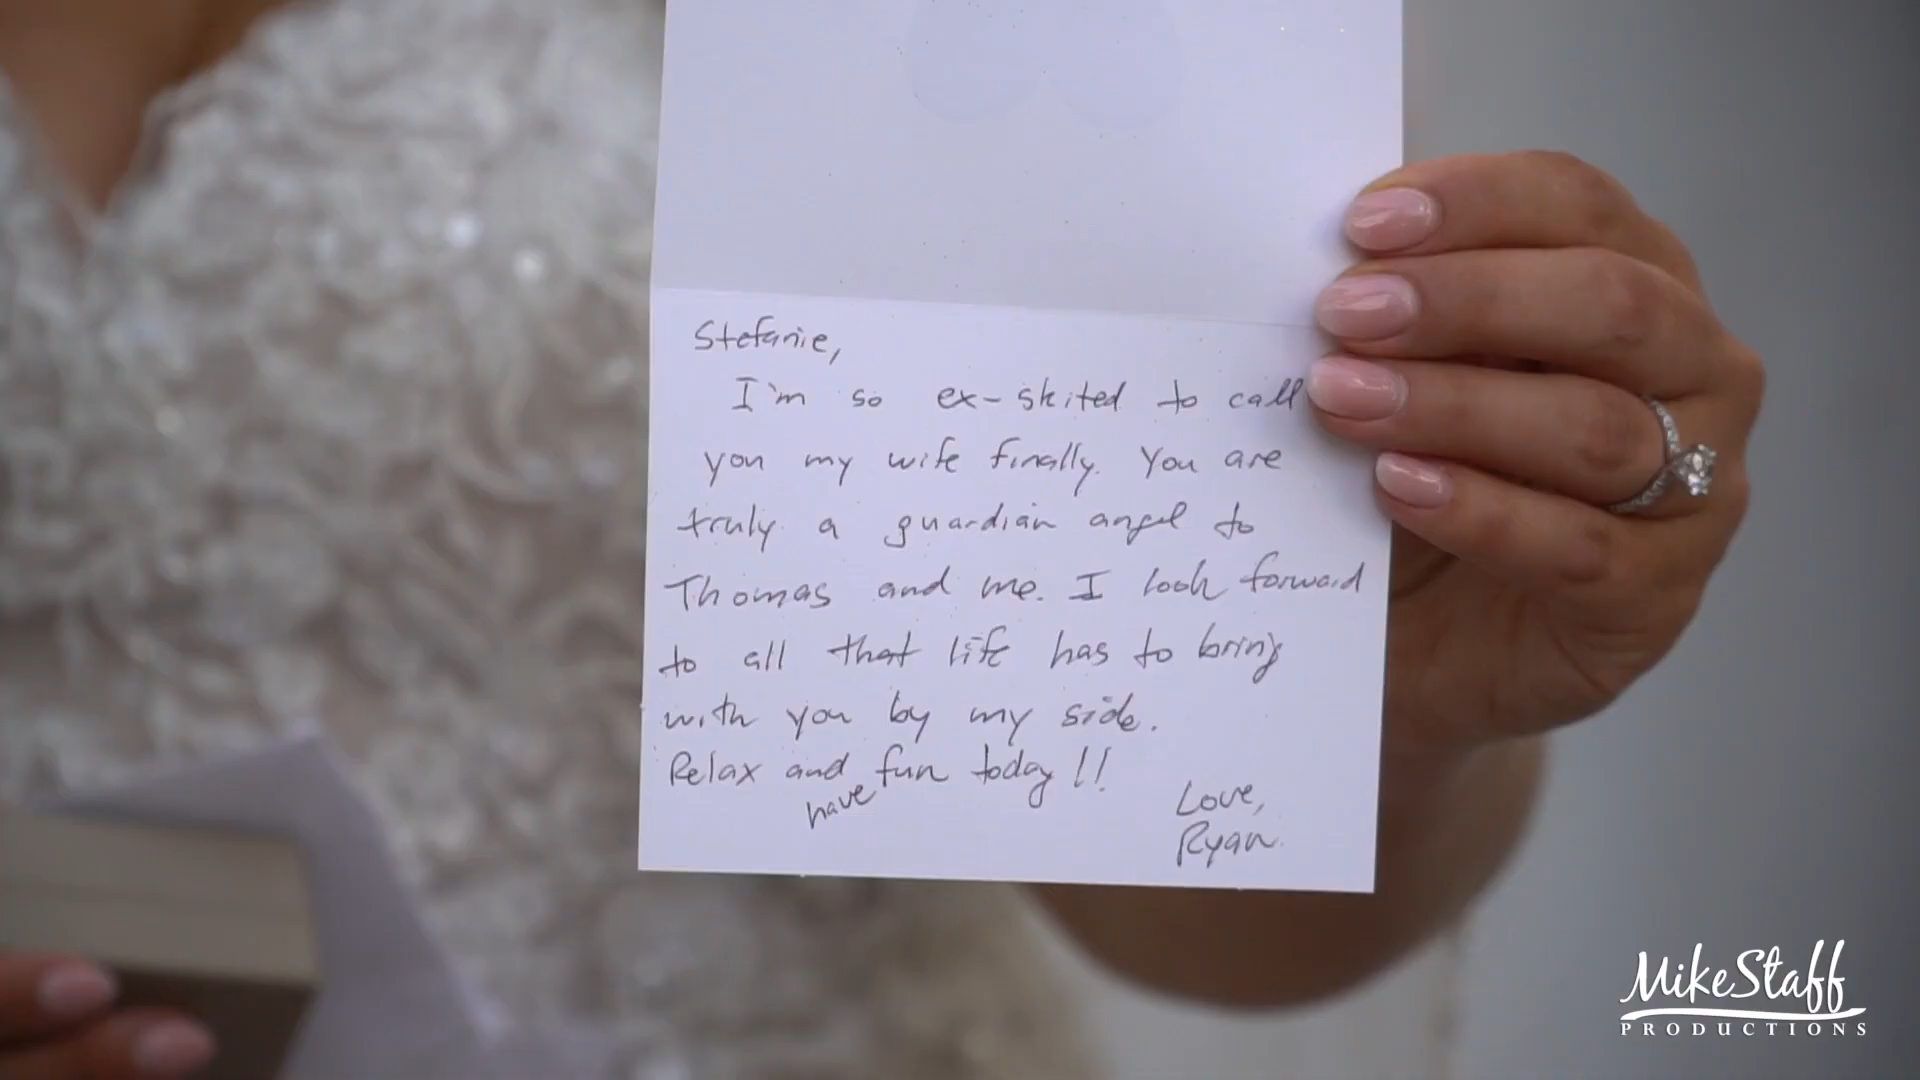 Stefanie,
I'm so ex-skited to call
you my wife finally. You are
truly a guardian angel to
Thomas and me. I look forward
to all that life has to bring
with you by my side.
Relax and have fun today!!
Love,
Ryan.
MikeStaff
PRODUCTIONS